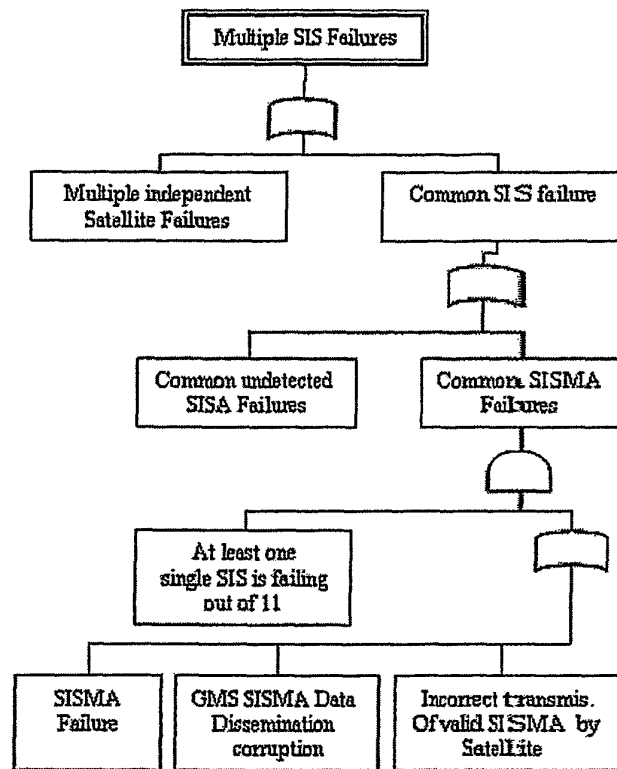 Multiple SIS Failures
Multiple independent
Satellite Failures
Common SIS failure
Common undetected
SISA Failures
Common SISMA
Failures
At least one
single SIS is failing
out of 11
SISMA
Failure
GMS SISMA Data
Dissemination
corruption
Incorrect transmis.
Of valid SISMA by
Satellite